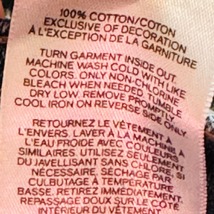 100% COTTON/COTON
EXCLUSIVE OF DECORATION
À L'EXCEPTION DE LA GARNITURE
TURN GARMENT INSIDE OUT.
MACHINE WASH COLD WITH LIKE
COLORS. ONLY NON-CHLORINE
BLEACH WHEN NEEDED. TUMBLE
DRY LOW. REMOVE PROMPTLY.
COOL IRON ON REVERSE SIDE ONLY.
RETOURNEZ LE VÊTEMENT À
L'ENVERS. LAVER À LA MACHINE À
L'EAU FROIDE AVEC COULEURS
SIMILAIRES. UTILISEZ SEULEMENT
DU JAVELLISANT SANS CHLORE, SI
NÉCESSAIRE. SÉCHAGE PAR
CULBUTAGE À TEMPÉRATURE
BASSE. RETIREZ IMMÉDIATEMENT.
REPASSAGE DOUX SUR LE CÔTÉ
INTÉRIEUR DU VÊTEMENT